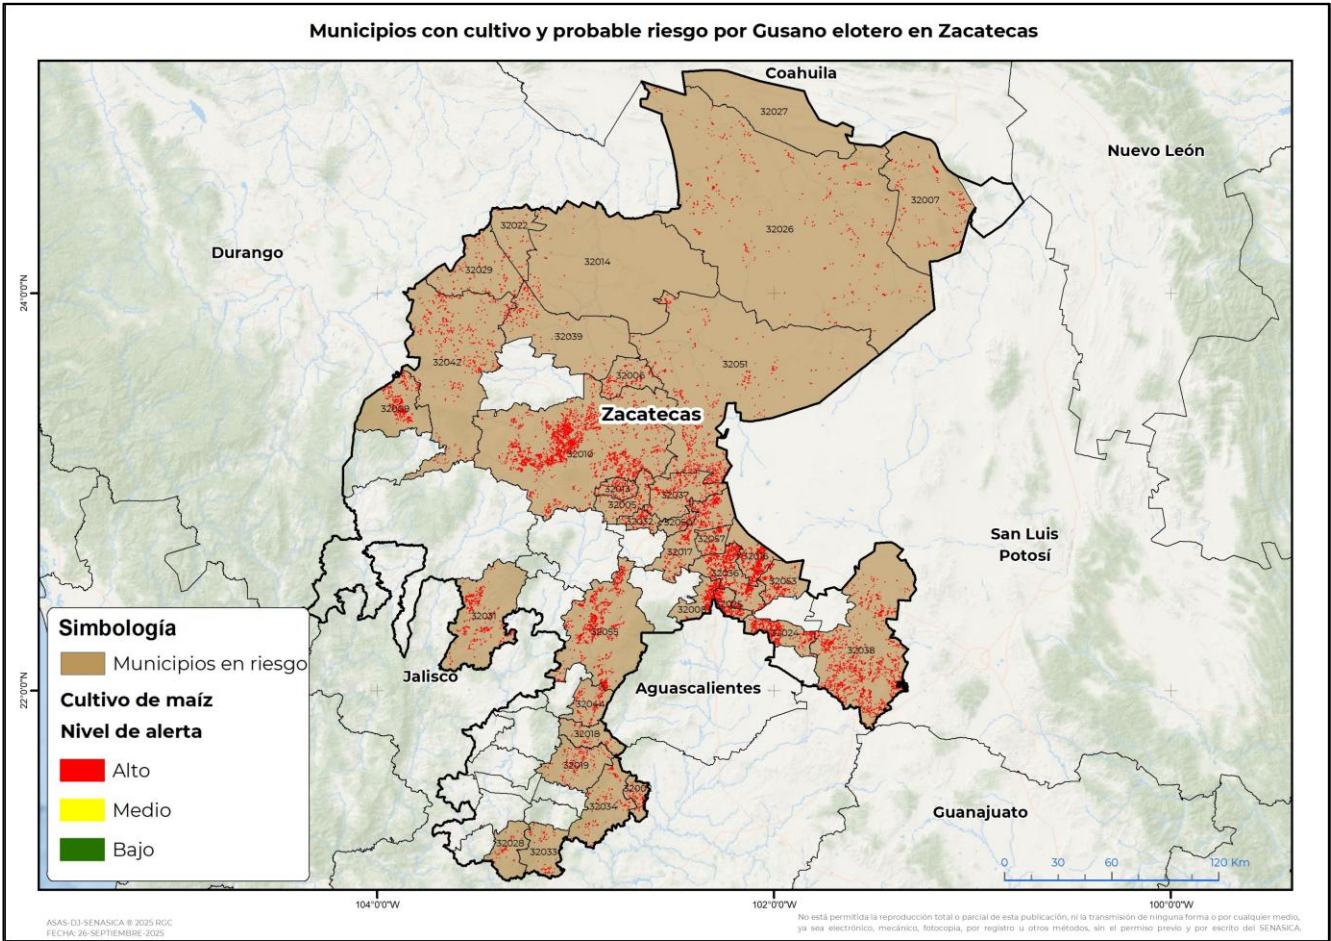 Municipios con cultivo y probable riesgo por Gusano elotero en Zacatecas
Coahuila
32027
Nuevo León
32007
32022
32026
Durango
32014
32029
24°0'0"N
32039
32042
32051
32006
Zacatecas
32009
32010
32013
32037
32005
32032
32057
San Luis
Potosí
32017
32036
32053
32031
32055
32024
32038
Simbología
Municipios en riesgo
Cultivo de maíz
Nivel de alerta
Alto
Medio
Bajo
Jalisco
Aguascalientes
22°0'0"N
32044
32018
32019
32034
Guanajuato
32028
32033
0 30 60 120 Km
104°0'0"W
102°0'0"W
100°0'0"W
ASAS-DJ-SENASICA ® 2025 RGC
FECHA: 26-SEPTIEMBRE-2025
No está permitida la reproducción total o parcial de esta publicación, ni la transmisión de ninguna forma o por cualquier medio,
ya sea electrónico, mecánico, fotocopia, por registro u otros métodos, sin el permiso previo y por escrito del SENASICA.